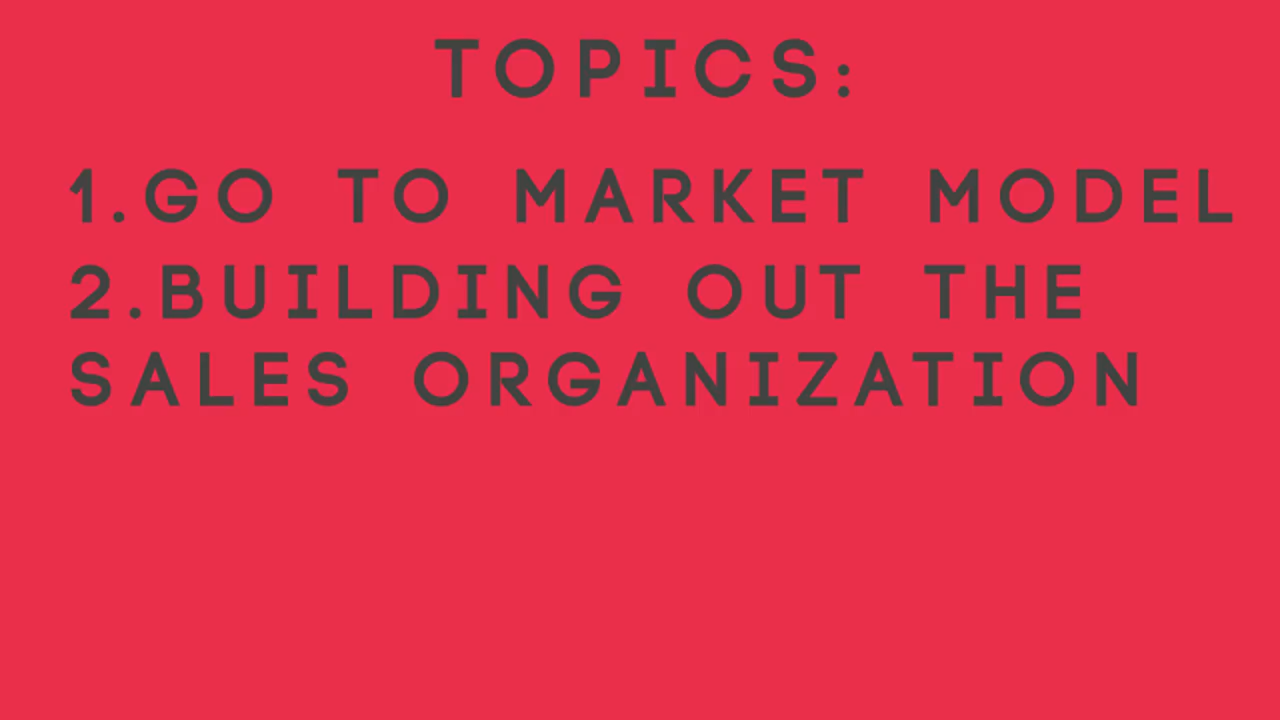 TOPICS:
1.GO TO MARKET MODEL
2.BUILDING OUT THE
SALES ORGANIZATION